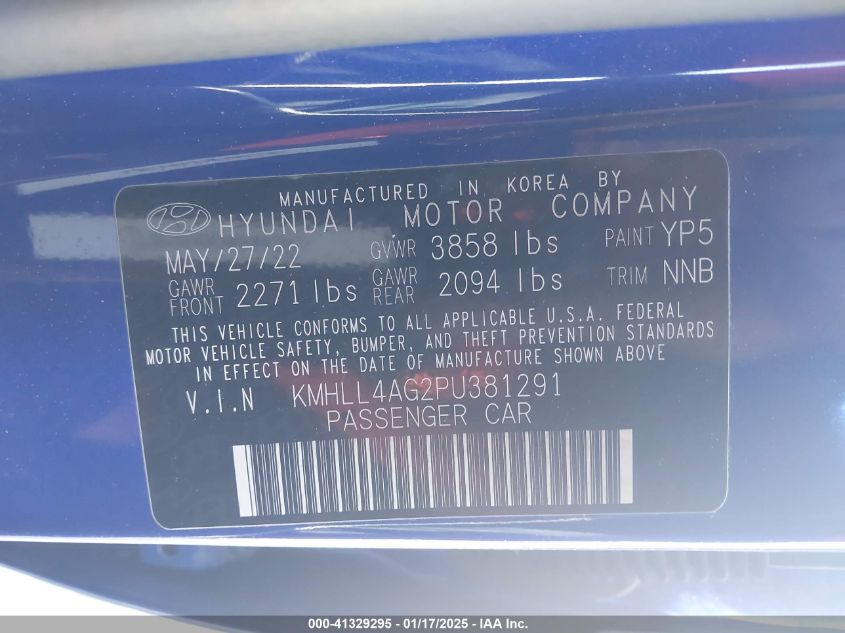 MANUFACTURED IN KOREA BY
HYUNDAI MOTOR COMPANY
MAY/27/22 GVWR 3858 lbs PAINT YP5
GAWR FRONT 2271 lbs GAWR REAR 2094 lbs TRIM NNB
THIS VEHICLE CONFORMS TO ALL APPLICABLE U.S.A. FEDERAL
MOTOR VEHICLE SAFETY, BUMPER, AND THEFT PREVENTION STANDARDS
IN EFFECT ON THE DATE OF MANUFACTURE SHOWN ABOVE
V.I.N KMHLL4AG2PU381291
PASSENGER CAR
000-41329295 - 01/17/2025 - IAA Inc.